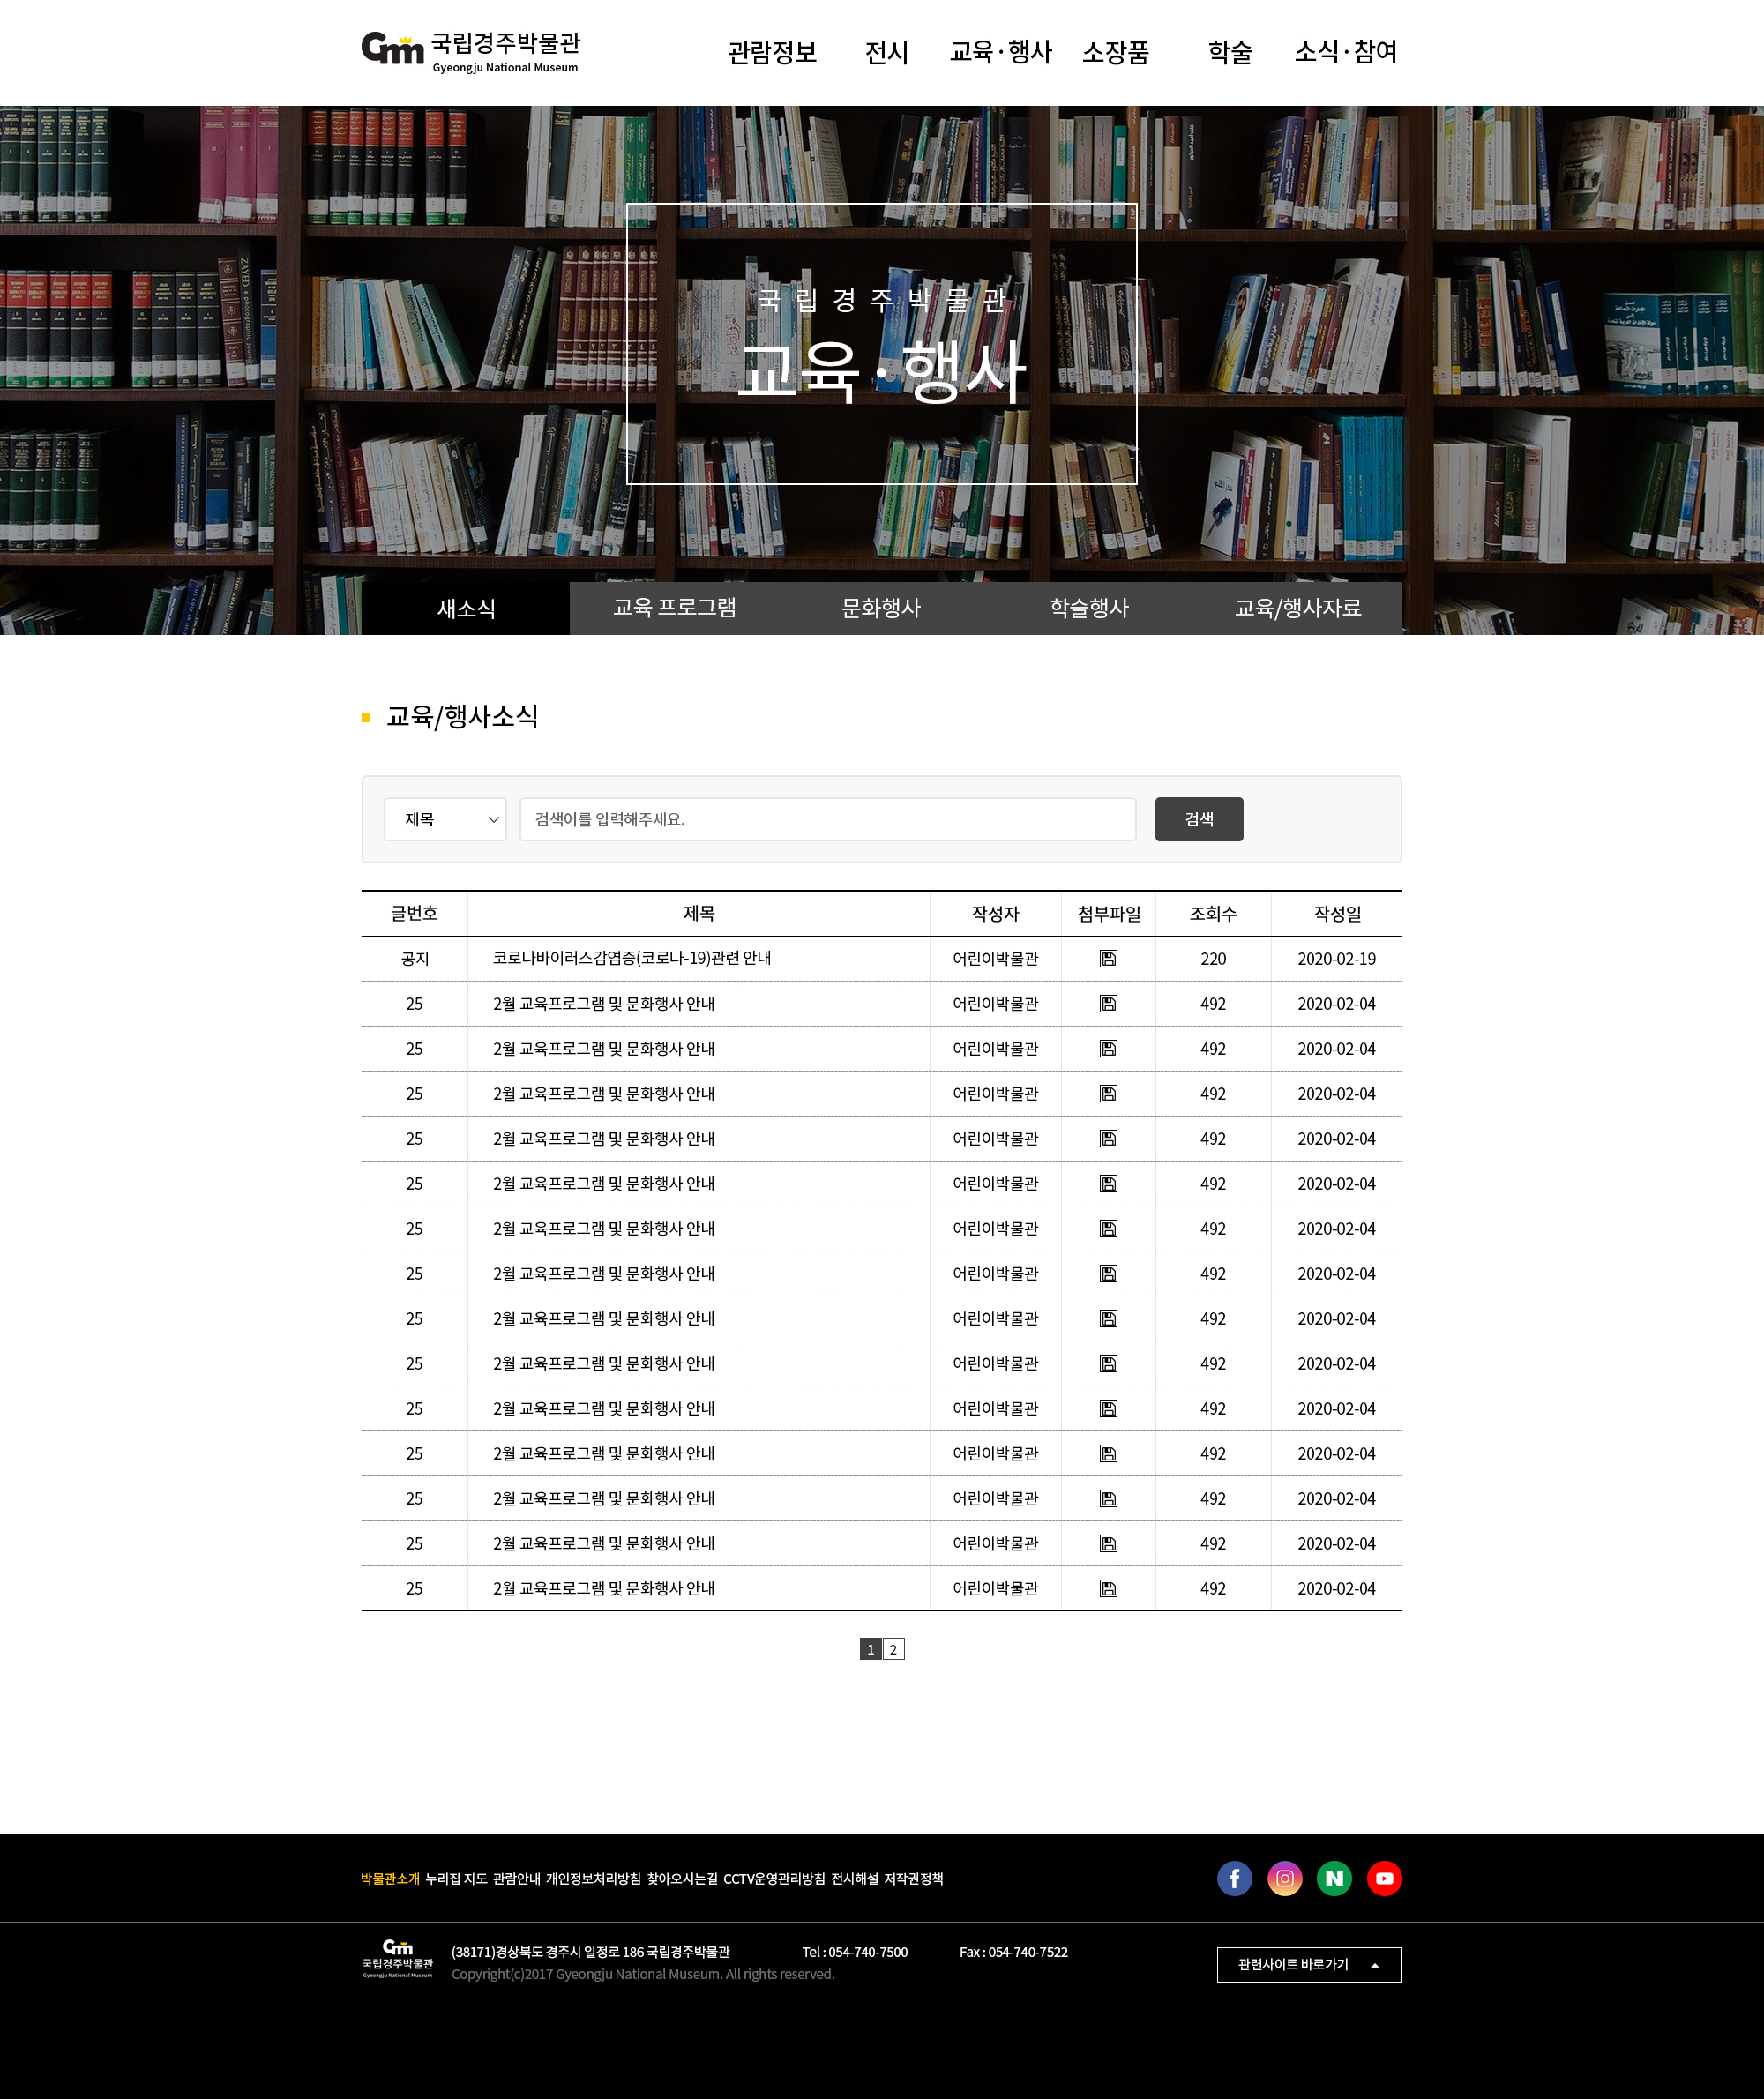 국립경주박물관
Gyeongju National Museum
관람정보 전시 교육·행사 소장품 학술 소식·참여
국립경주박물관
교육·행사
새소식 교육 프로그램 문화행사 학술행사 교육/행사자료
교육/행사소식
제목 검색어를 입력해주세요. 검색
글번호 제목 작성자 첨부파일 조회수 작성일
공지 코로나바이러스감염증(코로나-19)관련 안내 어린이박물관 220 2020-02-19
25 2월 교육프로그램 및 문화행사 안내 어린이박물관 492 2020-02-04
25 2월 교육프로그램 및 문화행사 안내 어린이박물관 492 2020-02-04
25 2월 교육프로그램 및 문화행사 안내 어린이박물관 492 2020-02-04
25 2월 교육프로그램 및 문화행사 안내 어린이박물관 492 2020-02-04
25 2월 교육프로그램 및 문화행사 안내 어린이박물관 492 2020-02-04
25 2월 교육프로그램 및 문화행사 안내 어린이박물관 492 2020-02-04
25 2월 교육프로그램 및 문화행사 안내 어린이박물관 492 2020-02-04
25 2월 교육프로그램 및 문화행사 안내 어린이박물관 492 2020-02-04
25 2월 교육프로그램 및 문화행사 안내 어린이박물관 492 2020-02-04
25 2월 교육프로그램 및 문화행사 안내 어린이박물관 492 2020-02-04
25 2월 교육프로그램 및 문화행사 안내 어린이박물관 492 2020-02-04
25 2월 교육프로그램 및 문화행사 안내 어린이박물관 492 2020-02-04
25 2월 교육프로그램 및 문화행사 안내 어린이박물관 492 2020-02-04
25 2월 교육프로그램 및 문화행사 안내 어린이박물관 492 2020-02-04
1 2
박물관소개 누리집 지도 관람안내 개인정보처리방침 찾아오시는길 CCTV운영관리방침 전시해설 저작권정책
국립경주박물관
Gyeongju National Museum
(38171)경상북도 경주시 일정로 186 국립경주박물관 Tel : 054-740-7500 Fax : 054-740-7522
Copyright(c)2017 Gyeongju National Museum. All rights reserved.
관련사이트 바로가기